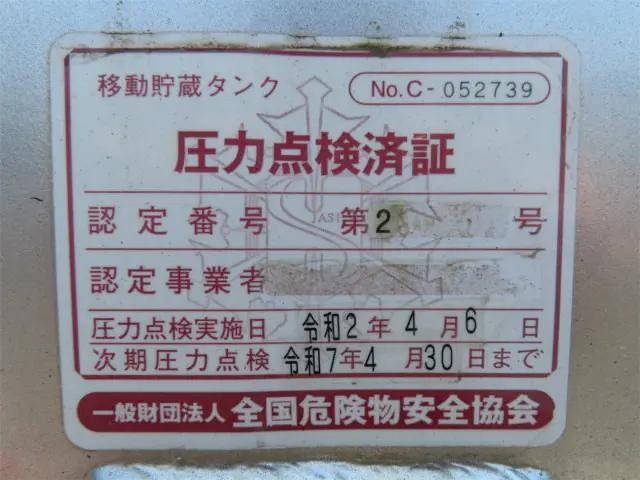 移動貯蔵タンク No.C-052739
圧力点検済証
認定番号 第2 号
認定事業者
圧力点検実施日 令和2年4月6日
次期圧力点検 令和7年4月30日まで
一般財団法人 全国危険物安全協会